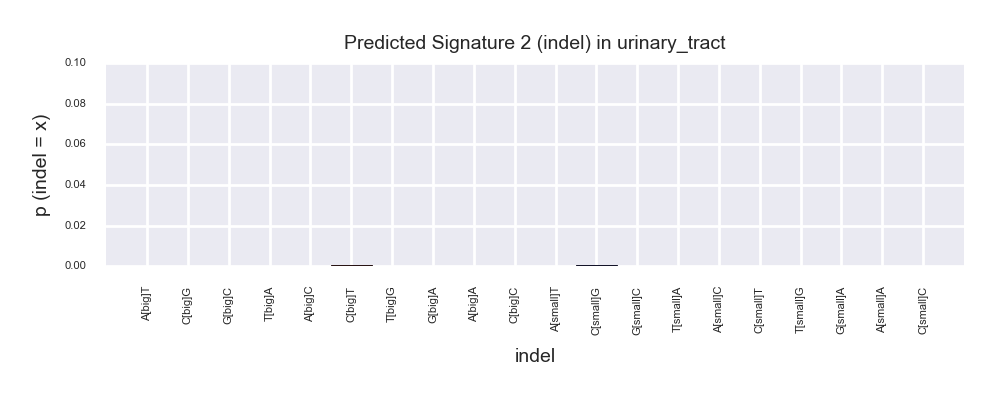 Predicted Signature 2 (indel) in urinary_tract
p (indel = x)
0.10
0.08
0.06
0.04
0.02
0.00
A[big]T
C[big]G
G[big]C
T[big]A
A[big]C
C[big]T
T[big]G
G[big]A
A[big]A
C[big]C
A[small]T
C[small]G
G[small]C
T[small]A
A[small]C
C[small]T
T[small]G
G[small]A
A[small]A
C[small]C
indel